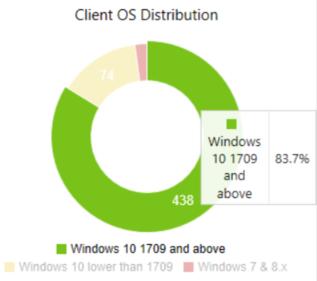 Client OS Distribution
74
Windows
10 1709
and
above
83.7%
438
Windows 10 1709 and above
Windows 10 lower than 1709 Windows 7 & 8.x